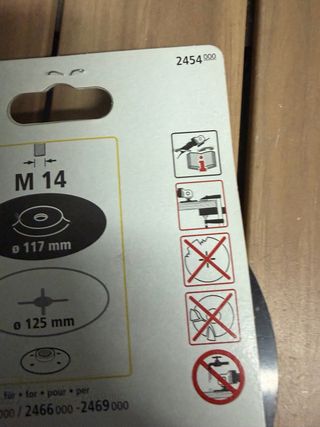 2454 000
M 14
ø 117 mm
ø 125 mm
für • for • pour • per
000 / 2466 000 -2469 000